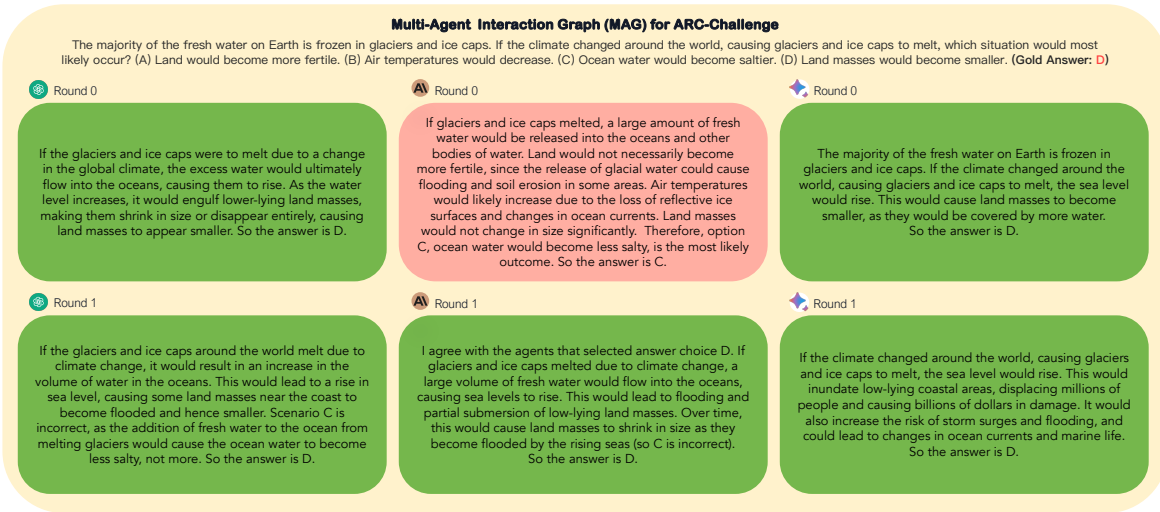 Multi-Agent Interaction Graph (MAG) for ARC-Challenge
The majority of the fresh water on Earth is frozen in glaciers and ice caps. If the climate changed around the world, causing glaciers and ice caps to melt, which situation would most
likely occur? (A) Land would become more fertile. (B) Air temperatures would decrease. (C) Ocean water would become saltier. (D) Land masses would become smaller. (Gold Answer: D)
Round 0
If the glaciers and ice caps were to melt due to a change
in the global climate, the excess water would ultimately
flow into the oceans, causing them to rise. As the water
level increases, it would engulf lower-lying land masses,
making them shrink in size or disappear entirely, causing
land masses to appear smaller. So the answer is D.
A\ Round 0
If glaciers and ice caps melted, a large amount of fresh
water would be released into the oceans and other
bodies of water. Land would not necessarily become
more fertile, since the release of glacial water could cause
flooding and soil erosion in some areas. Air temperatures
would likely increase due to the loss of reflective ice
surfaces and changes in ocean currents. Land masses
would not change in size significantly. Therefore, option
C, ocean water would become less salty, is the most likely
outcome. So the answer is C.
Round 0
The majority of the fresh water on Earth is frozen in
glaciers and ice caps. If the climate changed around the
world, causing glaciers and ice caps to melt, the sea level
would rise. This would cause land masses to become
smaller, as they would be covered by more water.
So the answer is D.
Round 1
If the glaciers and ice caps around the world melt due to
climate change, it would result in an increase in the
volume of water in the oceans. This would lead to a rise in
sea level, causing some land masses near the coast to
become flooded and hence smaller. Scenario C is
incorrect, as the addition of fresh water to the ocean from
melting glaciers would cause the ocean water to become
less salty, not more. So the answer is D.
A\ Round 1
I agree with the agents that selected answer choice D. If
glaciers and ice caps melted due to climate change, a
large volume of fresh water would flow into the oceans,
causing sea levels to rise. This would lead to flooding and
partial submersion of low-lying land masses. Over time,
this would cause land masses to shrink in size as they
become flooded by the rising seas (so C is incorrect).
So the answer is D.
Round 1
If the climate changed around the world, causing glaciers
and ice caps to melt, the sea level would rise. This would
inundate low-lying coastal areas, displacing millions of
people and causing billions of dollars in damage. It would
also increase the risk of storm surges and flooding, and
could lead to changes in ocean currents and marine life.
So the answer is D.